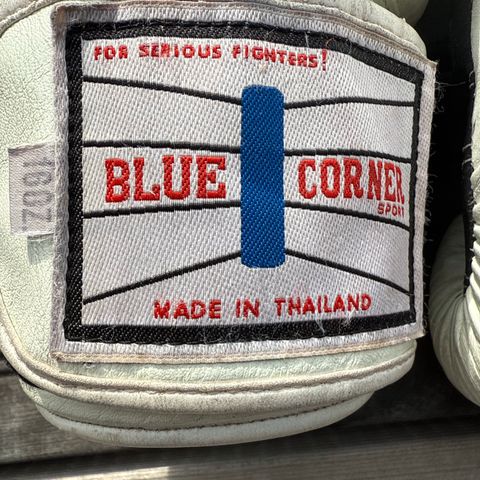 FOR SERIOUS FIGHTERS!
16OZ
BLUE CORNER
SPORT
MADE IN THAILAND